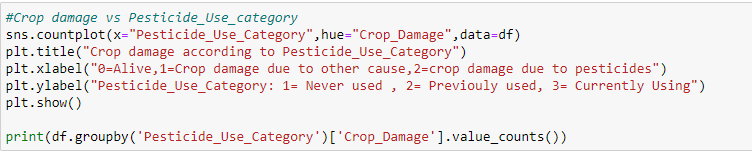 #Crop damage vs Pesticide_Use_category
sns.countplot(x="Pesticide_Use_Category",hue="Crop_Damage",data=df)
plt.title("Crop damage according to Pesticide_Use_Category")
plt.xlabel("0=Alive,1=Crop damage due to other cause,2=crop damage due to pesticides")
plt.ylabel("Pesticide_Use_Category: 1= Never used , 2= Previouly used, 3= Currently Using")
plt.show()
print(df.groupby('Pesticide_Use_Category')['Crop_Damage'].value_counts())